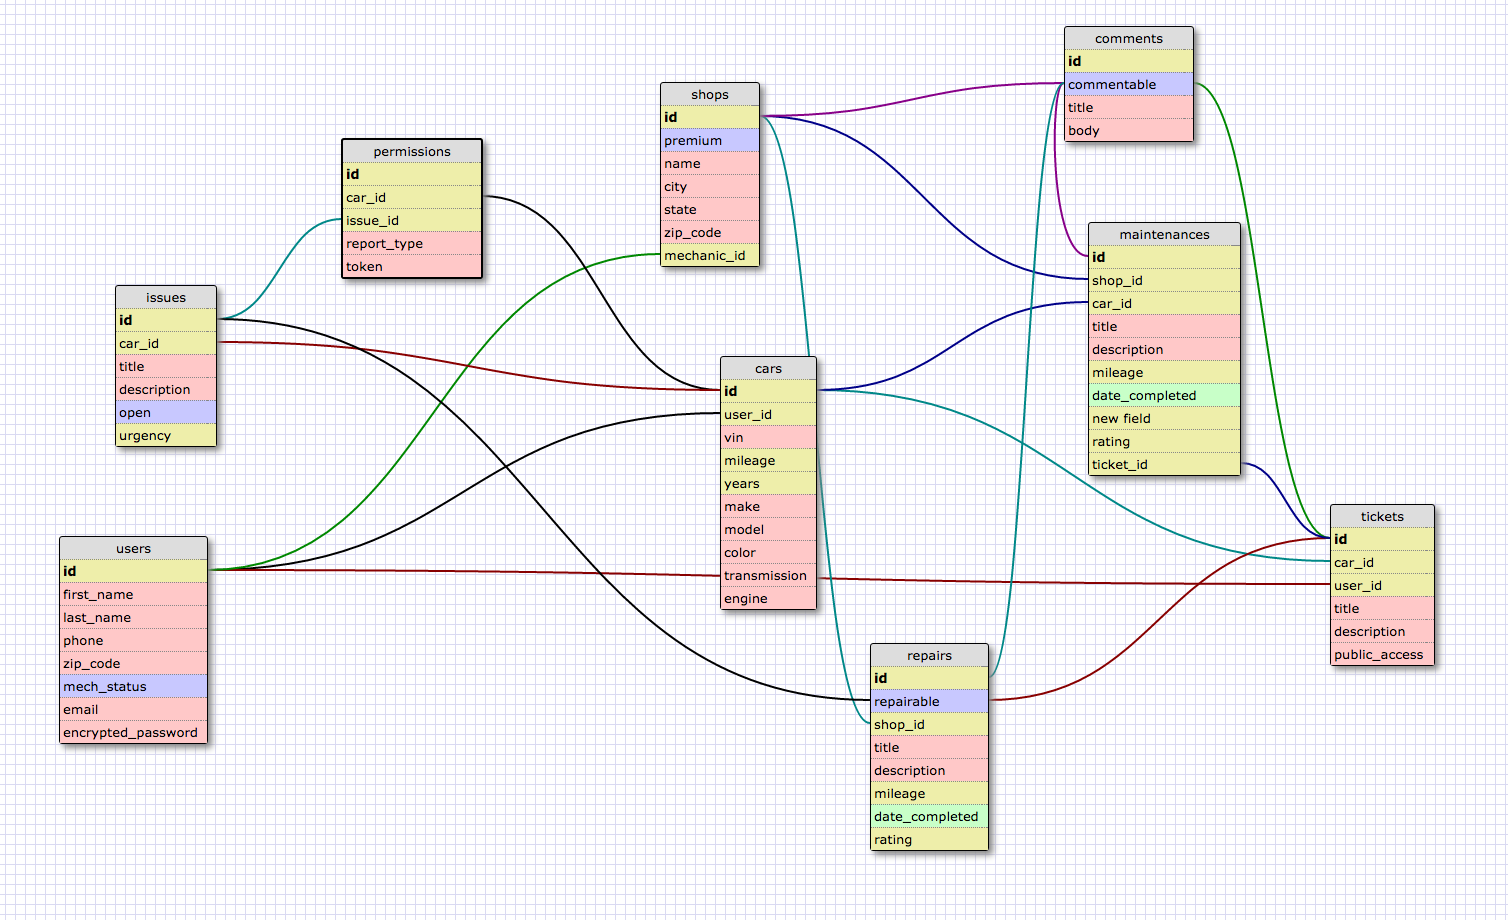 comments
id
commentable
title
body
shops
id
premium
name
city
state
zip_code
mechanic_id
permissions
id
car_id
issue_id
report_type
token
maintenances
id
shop_id
car_id
title
description
mileage
date_completed
new field
rating
ticket_id
issues
id
car_id
title
description
open
urgency
cars
id
user_id
vin
mileage
years
make
model
color
transmission
engine
tickets
id
car_id
user_id
title
description
public_access
users
id
first_name
last_name
phone
zip_code
mech_status
email
encrypted_password
repairs
id
repairable
shop_id
title
description
mileage
date_completed
rating